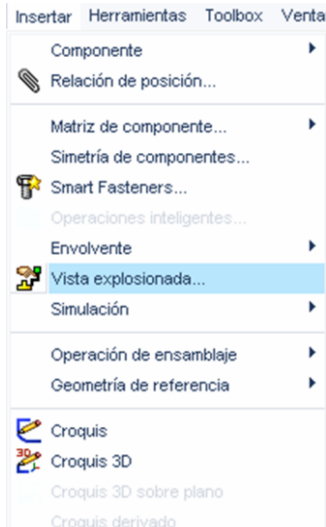 Insertar Herramientas Toolbox Venta
Componente
Relación de posición...
Matriz de componente...
Simetría de componentes...
Smart Fasteners...
Operaciones inteligentes...
Envolvente
Vista explosionada...
Simulación
Operación de ensamblaje
Geometría de referencia
Croquis
3D Croquis 3D
Croquis 3D sobre plano
Croquis derivado